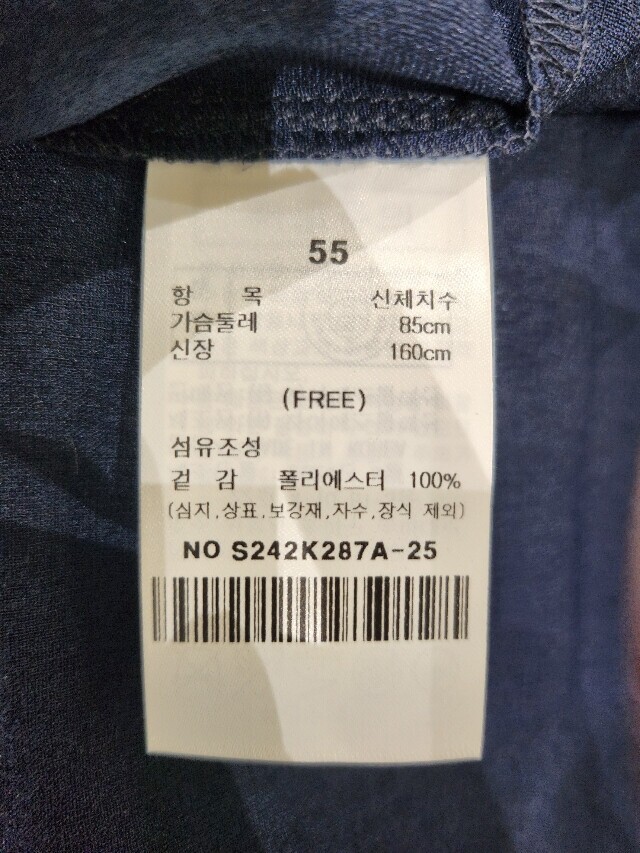 55
항 목 신체치수
가슴둘레 85cm
신장 160cm
(FREE)
섬유조성
겉 감 폴리에스터 100%
(심지,상표,보강재,자수,장식 제외)
NO S242K287A-25